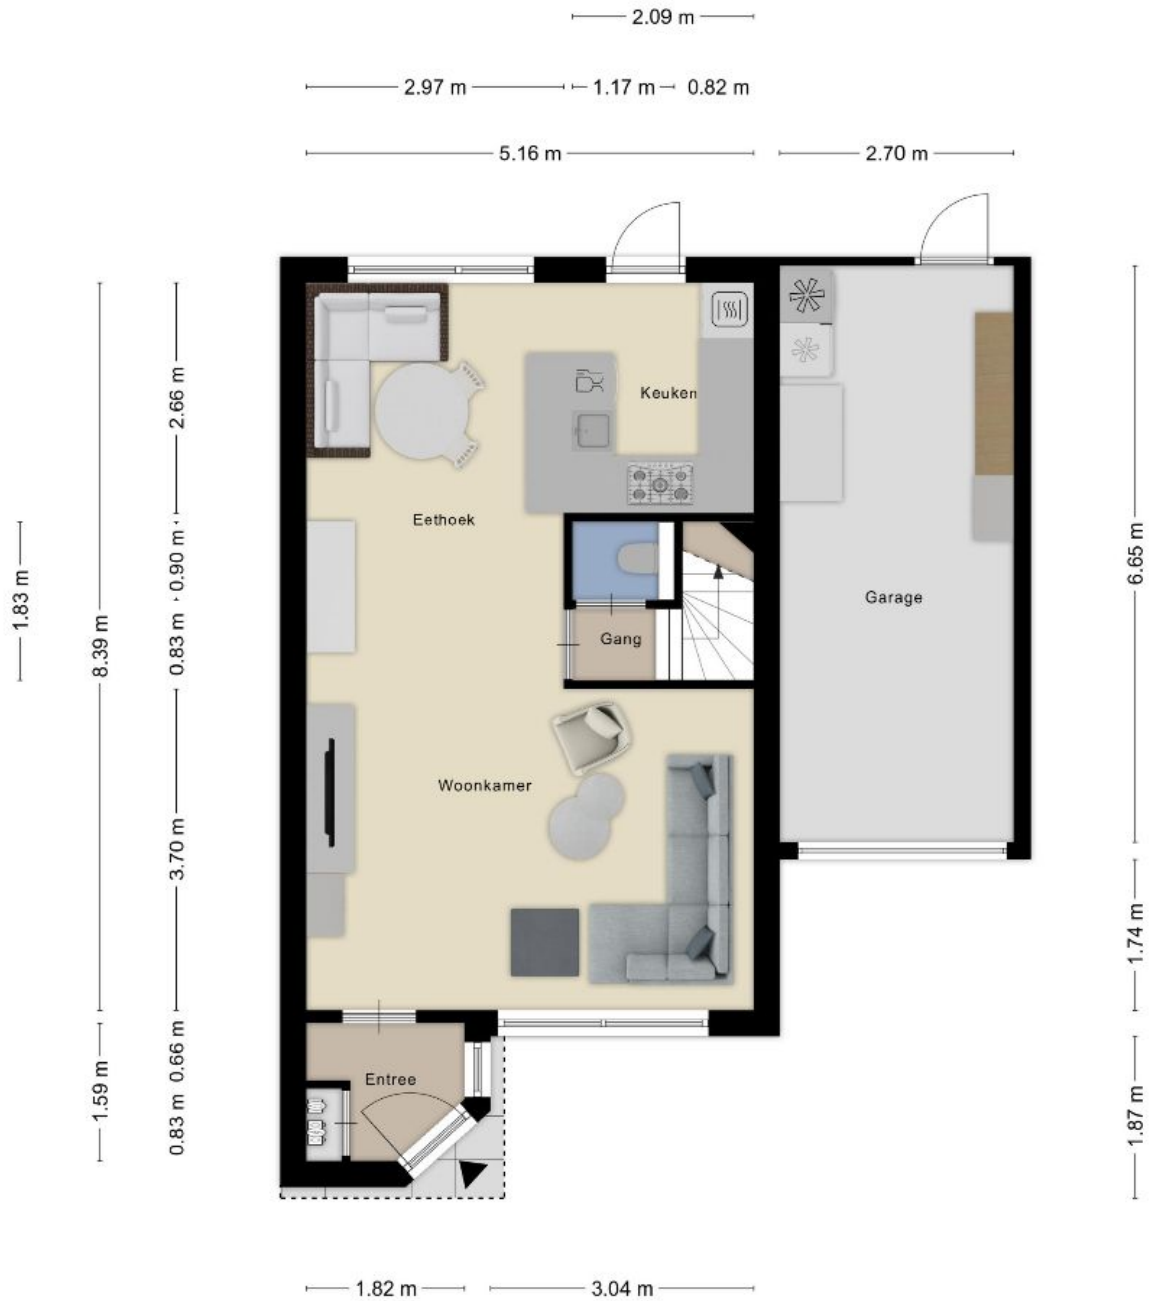 2.09 m
2.97 m
1.17 m
0.82 m
5.16 m
2.70 m
2.66 m
Keuken
Eethoek
0.90 m
1.83 m
6.65 m
Garage
8.39 m
0.83 m
Gang
Woonkamer
3.70 m
1.74 m
0.66 m
Entree
1.59 m
0.83 m
1.87 m
1.82 m
3.04 m